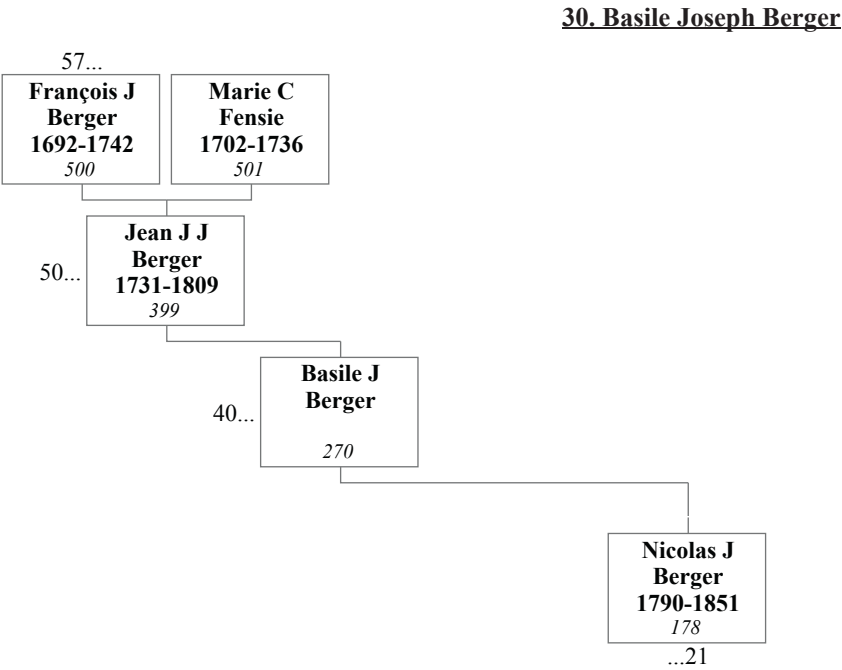 30. Basile Joseph Berger
57...
François J
Berger
1692-1742
500
Marie C
Fensie
1702-1736
501
50...
Jean J J
Berger
1731-1809
399
40...
Basile J
Berger
270
Nicolas J
Berger
1790-1851
178
...21